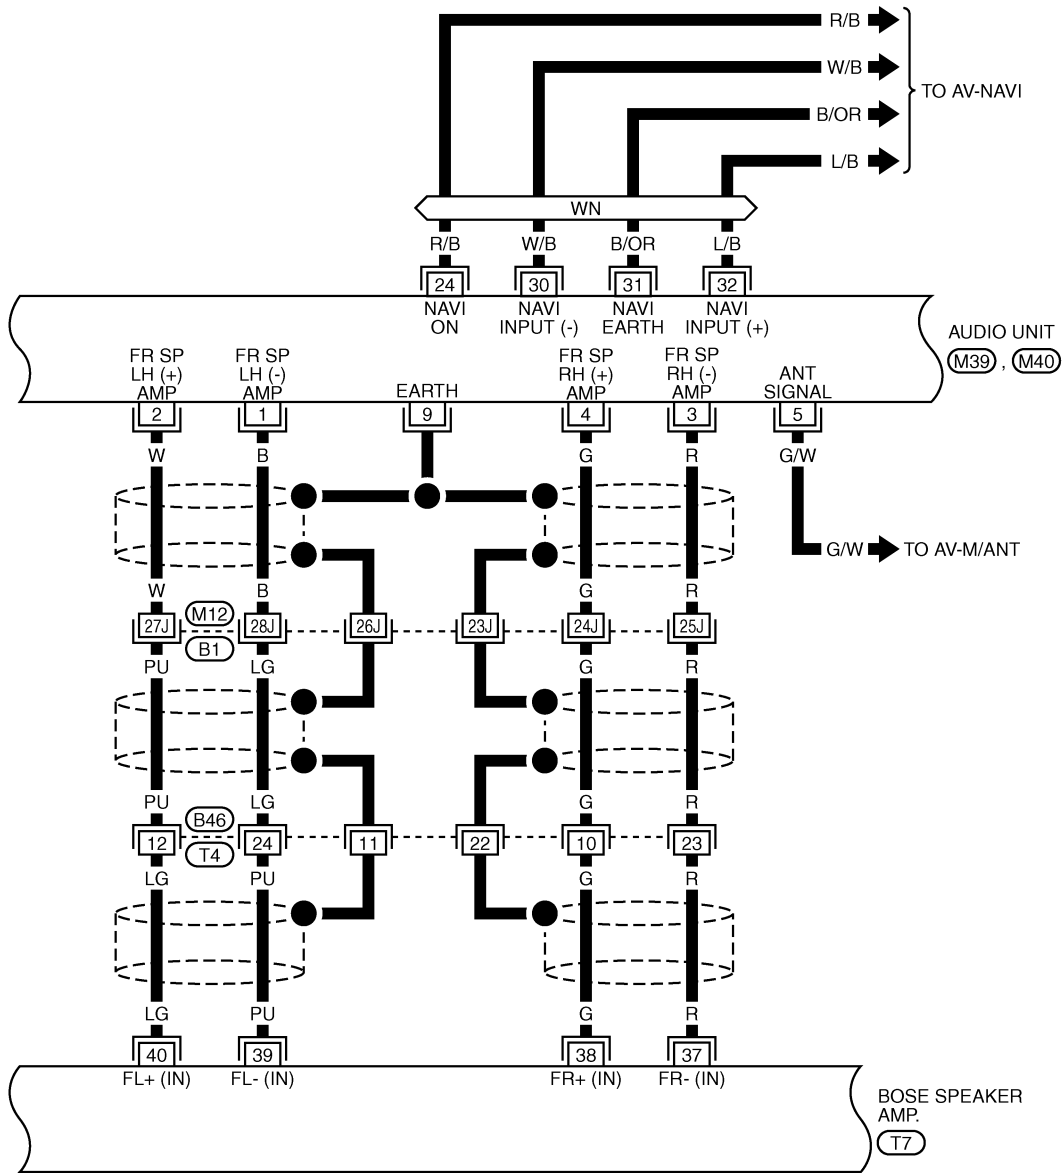 R/B
W/B
TO AV-NAVI
B/OR
L/B
WN
R/B W/B B/OR L/B
24 30 31 32
NAVI NAVI NAVI NAVI
ON INPUT (-) EARTH INPUT (+)
AUDIO UNIT
M39 , M40
FR SP FR SP FR SP FR SP
LH (+) LH (-) RH (+) RH (-) ANT
AMP AMP EARTH AMP AMP SIGNAL
2 1 9 4 3 5
W B G R G/W
G/W TO AV-M/ANT
W B G R
M12
27J 28J 26J 23J 24J 25J
B1
PU LG G R
PU LG G R
B46
12 24 11 22 10 23
T4
LG PU G R
LG PU G R
40 39 38 37
FL+ (IN) FL- (IN) FR+ (IN) FR- (IN)
BOSE SPEAKER
AMP.
T7